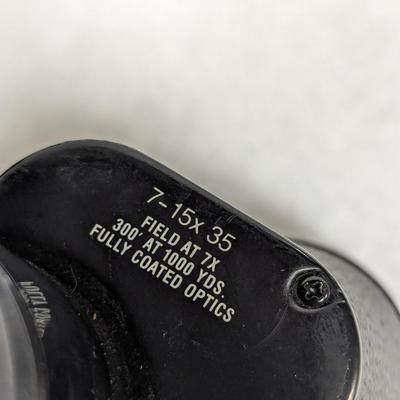 7-15x 35
FIELD AT 7X
300' AT 1000 YDS.
FULLY COATED OPTICS